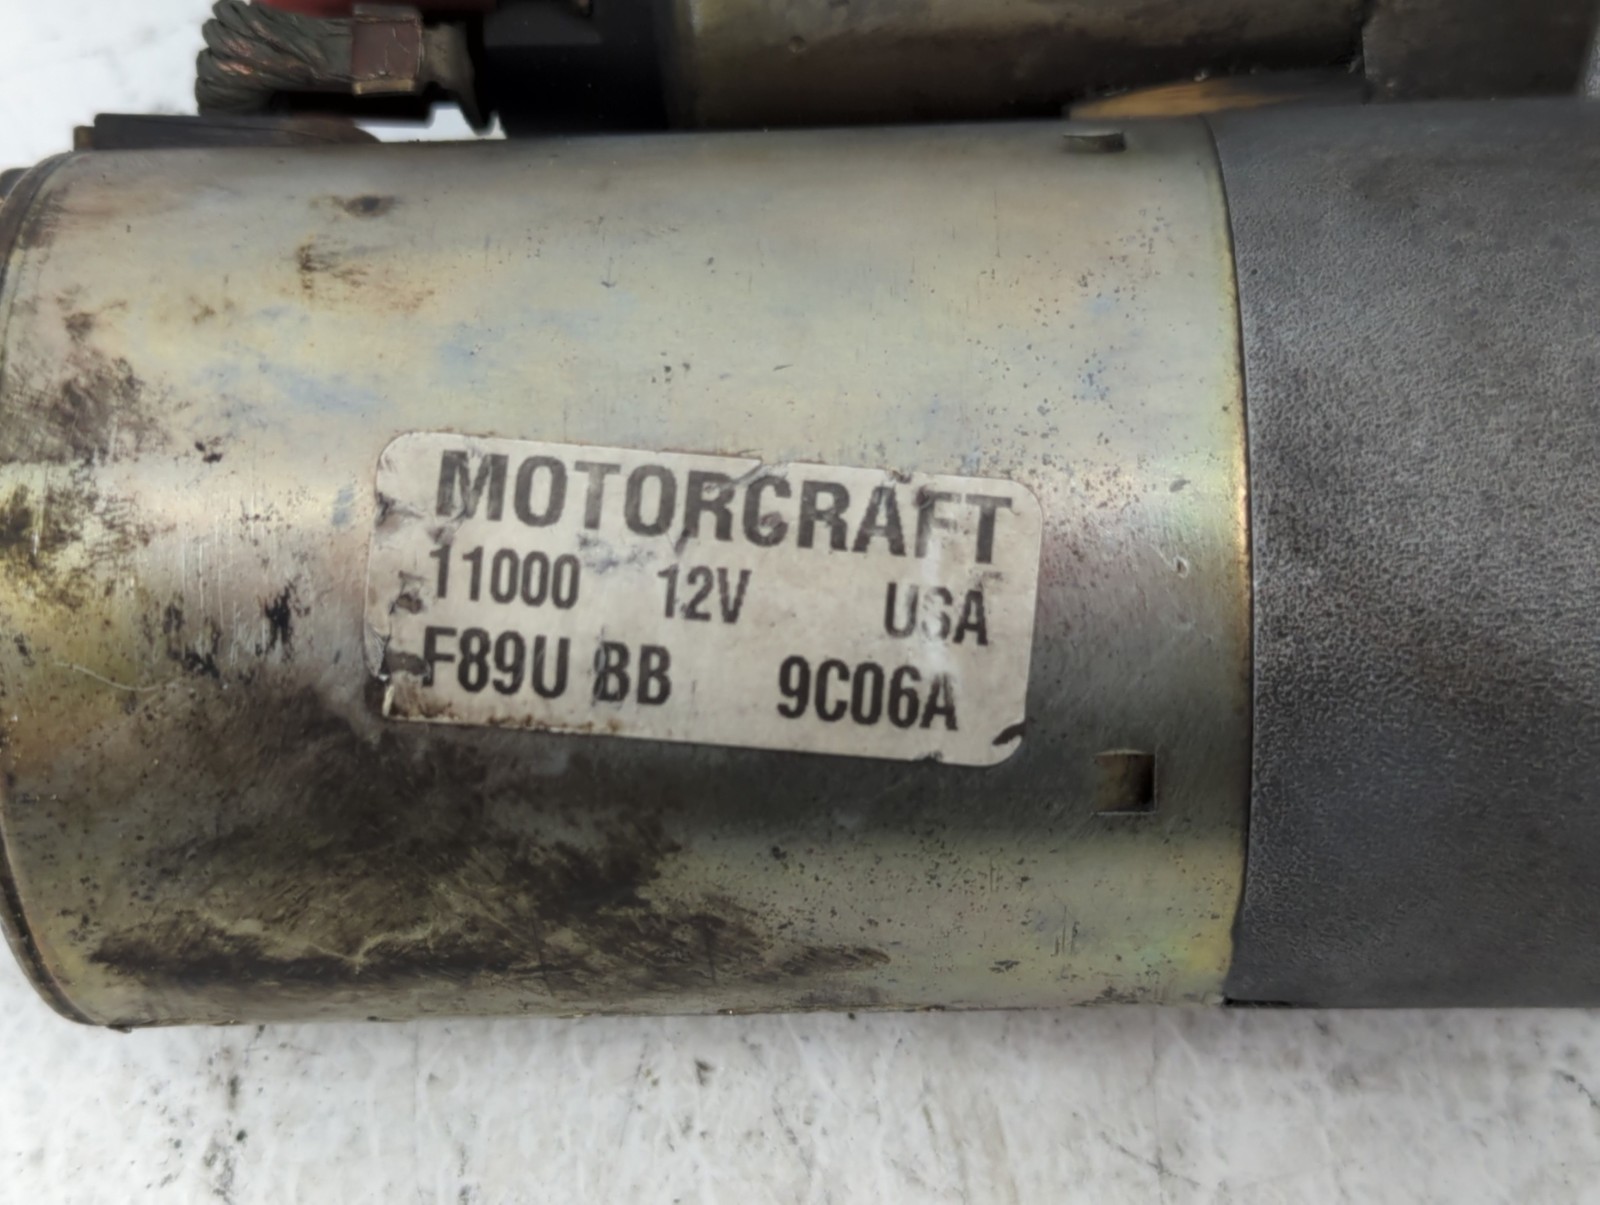 MOTORCRAFT
11000 12V USA
F89U BB 9C06A